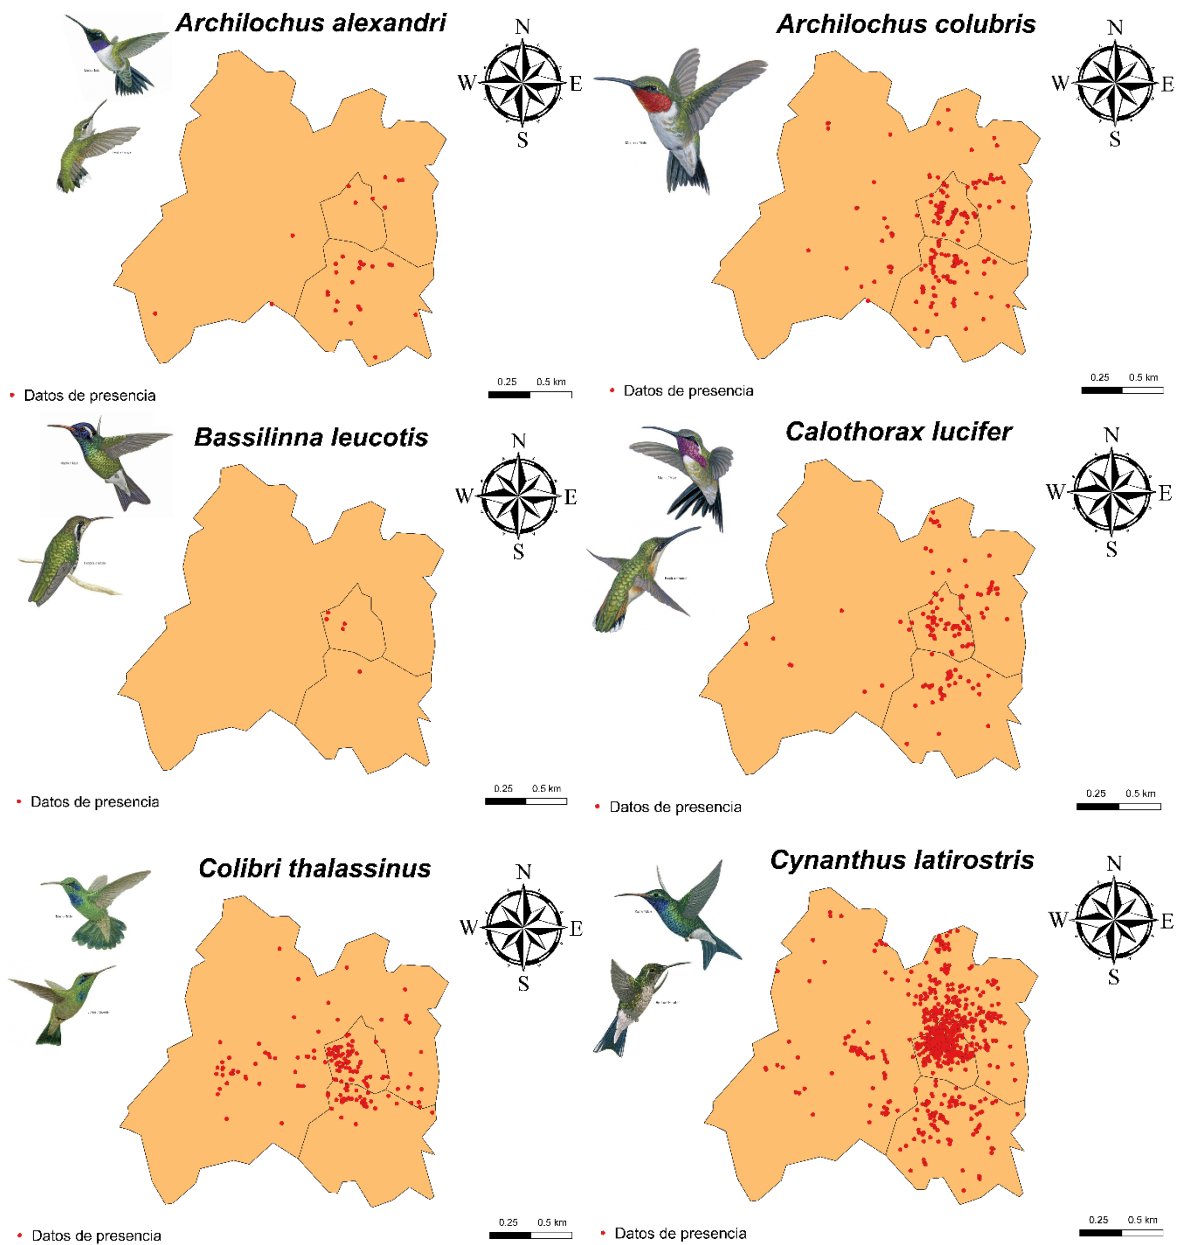 Archilochus alexandri
N
W E
S
0.25 0.5 km
Datos de presencia
Archilochus colubris
N
W E
S
0.25 0.5 km
Datos de presencia
Bassilinna leucotis
N
W E
S
0.25 0.5 km
Datos de presencia
Calothorax lucifer
N
W E
S
0.25 0.5 km
Datos de presencia
Colibri thalassinus
N
W E
S
0.25 0.5 km
Datos de presencia
Cynanthus latirostris
N
W E
S
0.25 0.5 km
Datos de presencia